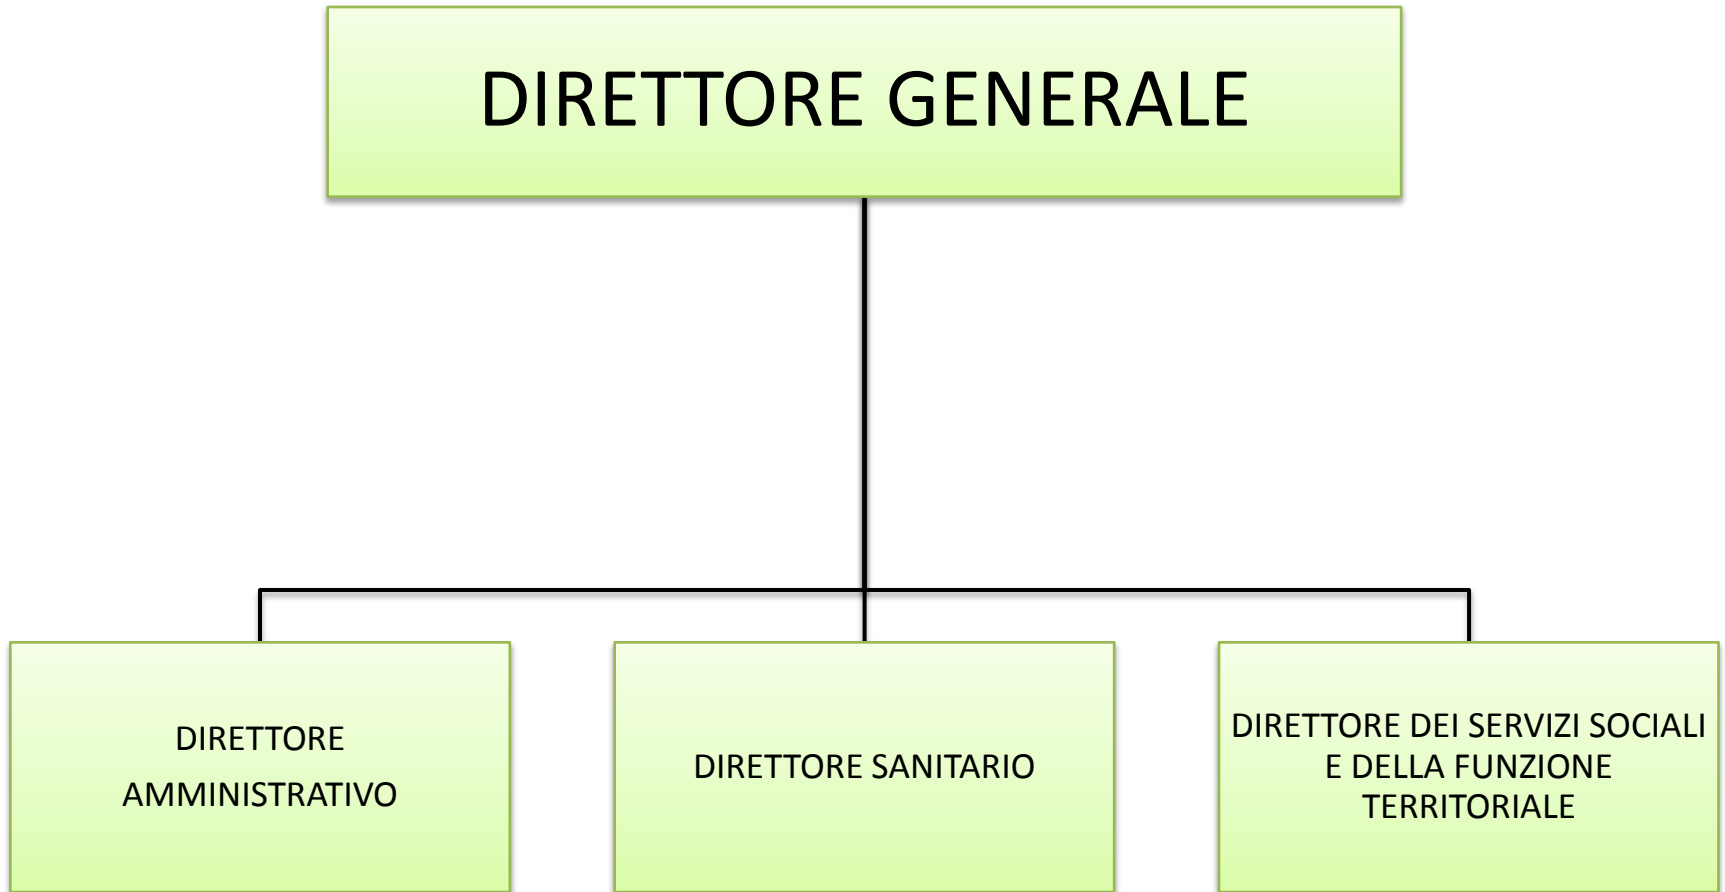 DIRETTORE GENERALE
DIRETTORE
AMMINISTRATIVO
DIRETTORE SANITARIO
DIRETTORE DEI SERVIZI SOCIALI
E DELLA FUNZIONE
TERRITORIALE